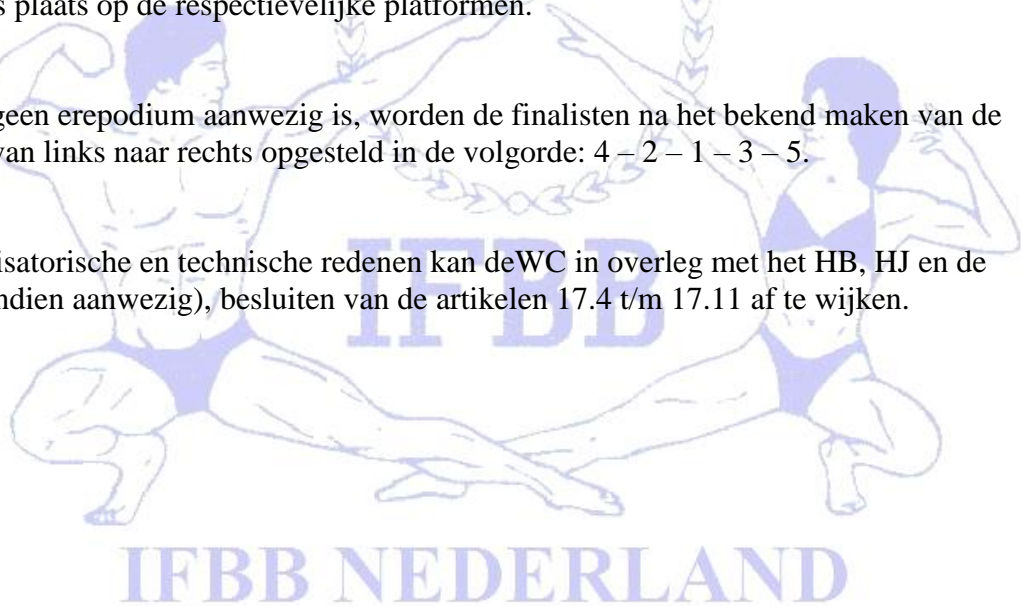 s plaats op de respectievelijke platformen.
geen erepodium aanwezig is, worden de finalisten na het bekend maken van de
van links naar rechts opgesteld in de volgorde: 4 – 2 – 1 – 3 – 5.
isatorische en technische redenen kan deWC in overleg met het HB, HJ en de
ndien aanwezig), besluiten van de artikelen 17.4 t/m 17.11 af te wijken.
IFBB
IFBB NEDERLAND